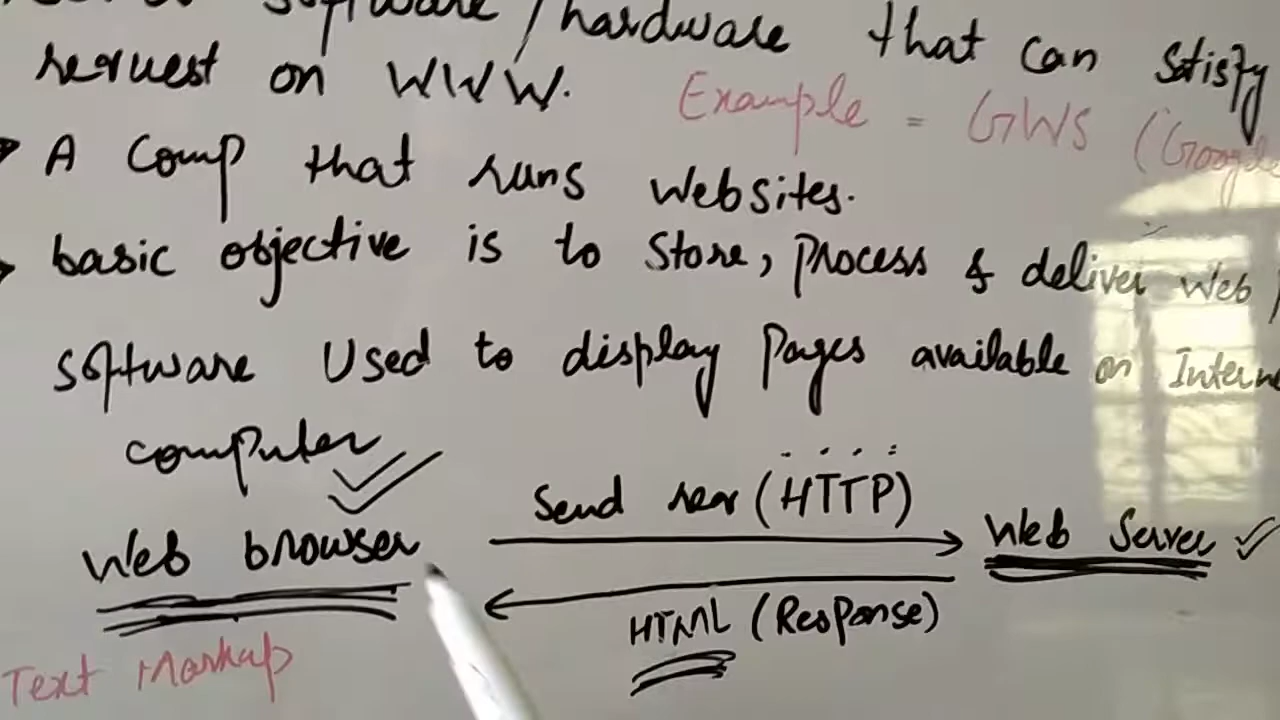 software/hardware that can satisfy
request on WWW.
Example = GWS (Google
A Comp that runs websites.
basic objective is to store, process & deliver web
software used to display pages available on Interne
computer
Send req (HTTP)
Web browser
Web Server
HTML (Response)
Text Markup